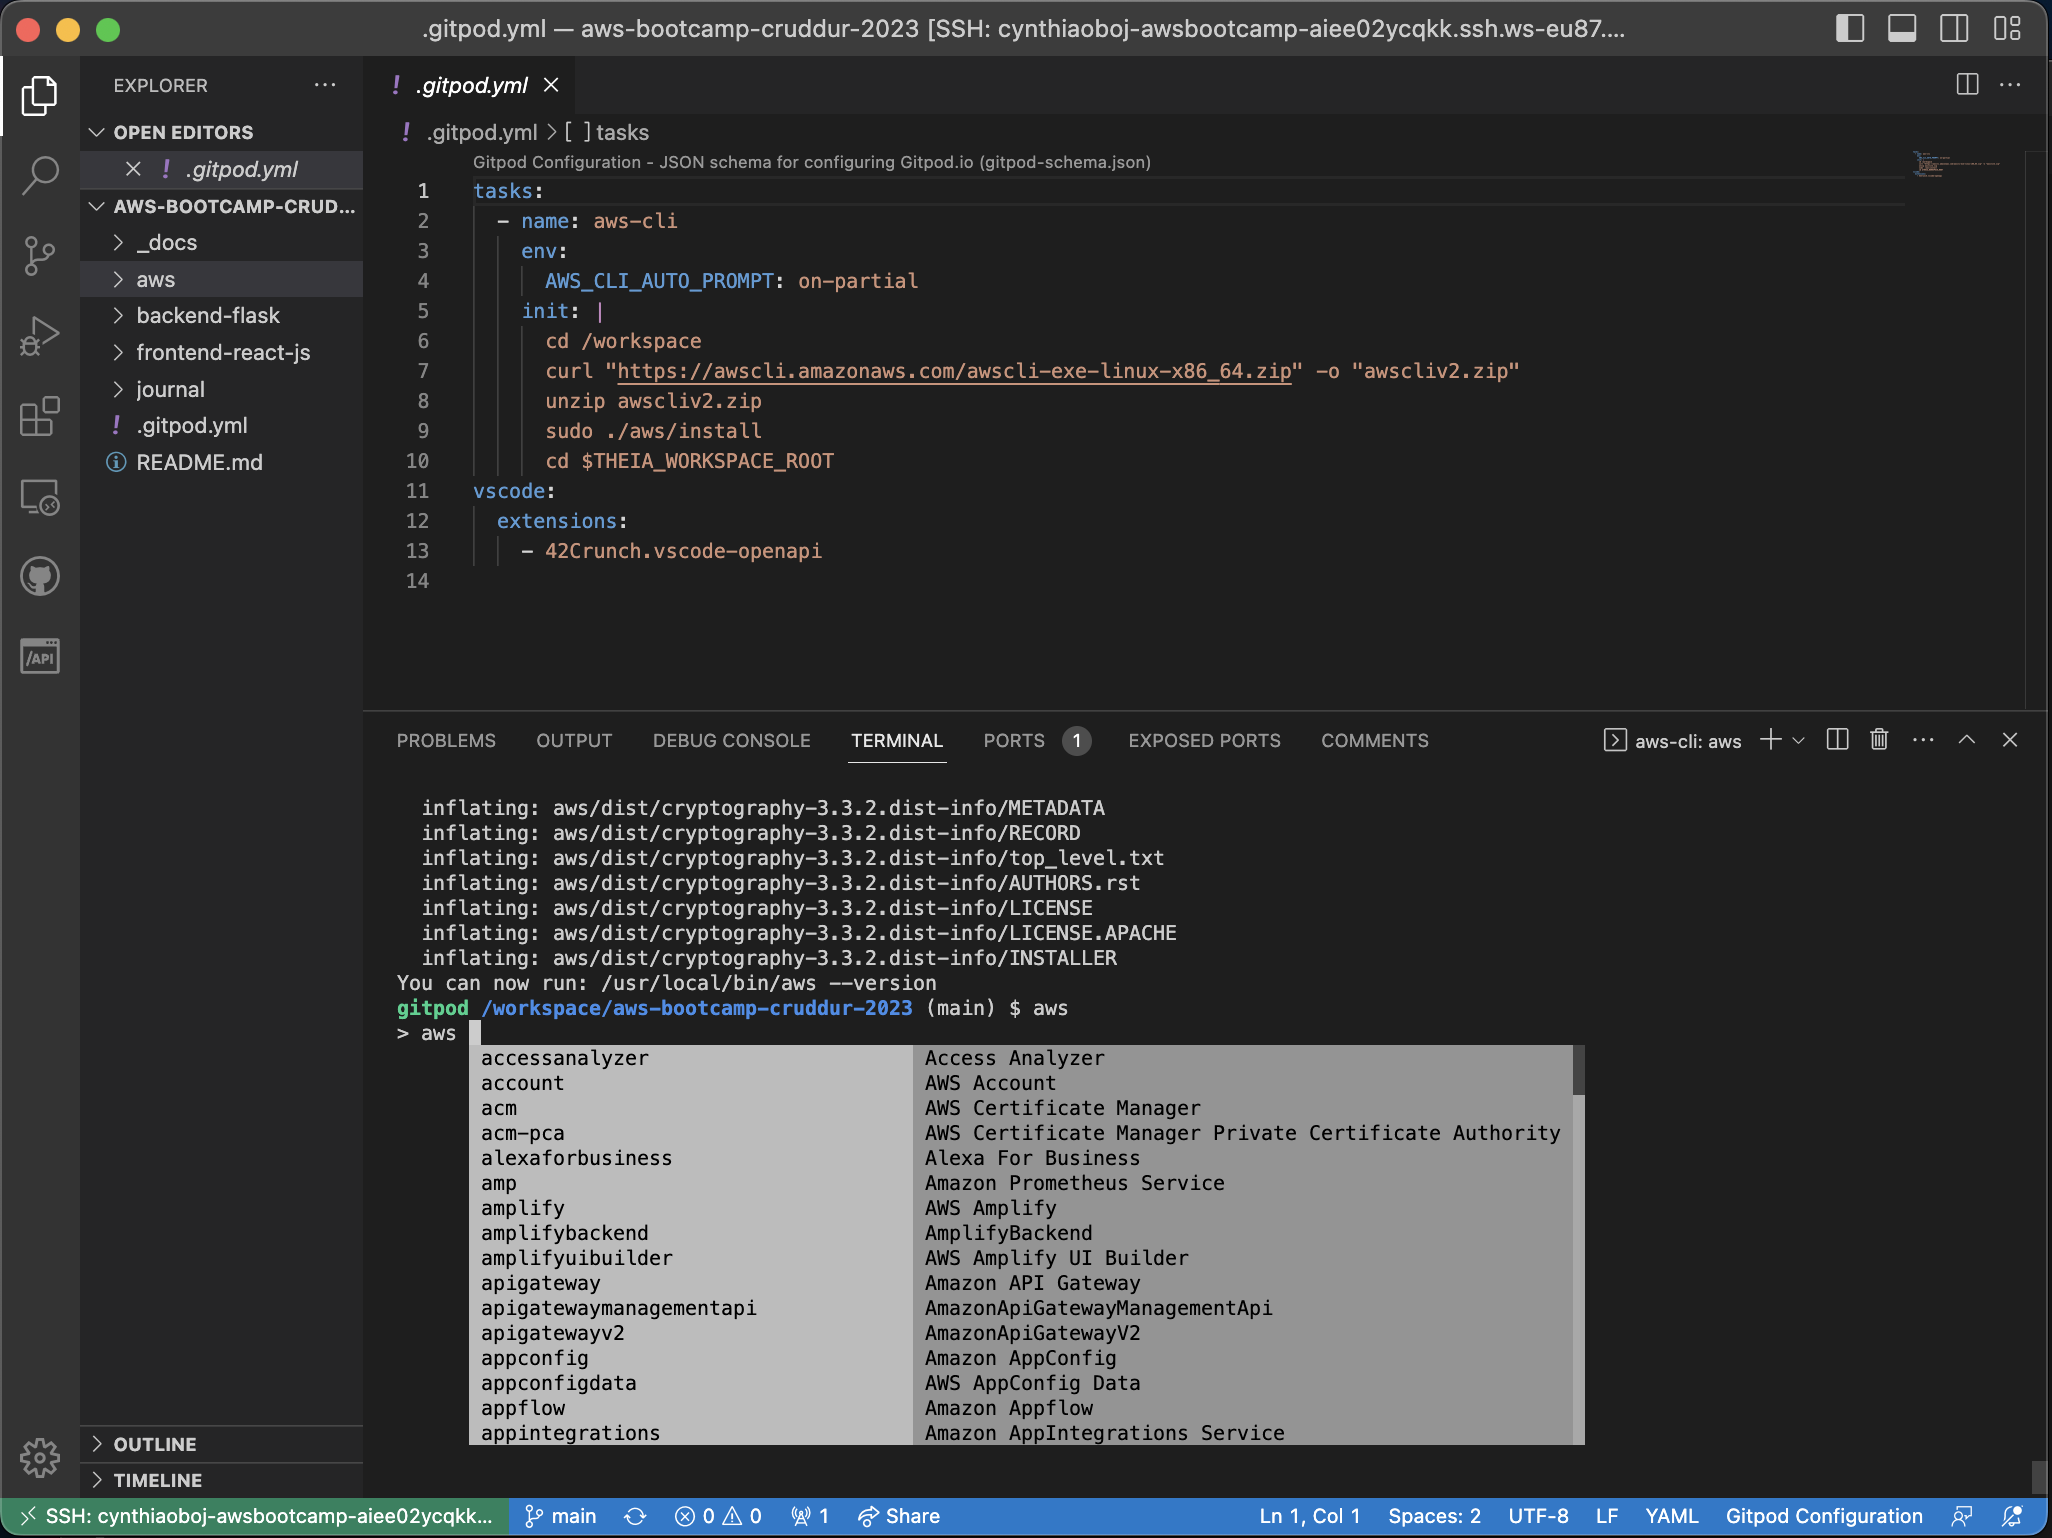 .gitpod.yml — aws-bootcamp-cruddur-2023 [SSH: cynthiaoboj-awsbootcamp-aiee02ycqkk.ssh.ws-eu87....
EXPLORER
OPEN EDITORS
! .gitpod.yml
AWS-BOOTCAMP-CRUD...
_docs
aws
backend-flask
frontend-react-js
journal
! .gitpod.yml
README.md
OUTLINE
TIMELINE
/API
! .gitpod.yml
! .gitpod.yml > [ ] tasks
Gitpod Configuration - JSON schema for configuring Gitpod.io (gitpod-schema.json)
1 tasks:
2 - name: aws-cli
3 env:
4 AWS_CLI_AUTO_PROMPT: on-partial
5 init: |
6 cd /workspace
7 curl "https://awscli.amazonaws.com/awscli-exe-linux-x86_64.zip" -o "awscliv2.zip"
8 unzip awscliv2.zip
9 sudo ./aws/install
10 cd $THEIA_WORKSPACE_ROOT
11 vscode:
12 extensions:
13 - 42Crunch.vscode-openapi
14
PROBLEMS OUTPUT DEBUG CONSOLE TERMINAL PORTS 1 EXPOSED PORTS COMMENTS aws-cli: aws
inflating: aws/dist/cryptography-3.3.2.dist-info/METADATA
inflating: aws/dist/cryptography-3.3.2.dist-info/RECORD
inflating: aws/dist/cryptography-3.3.2.dist-info/top_level.txt
inflating: aws/dist/cryptography-3.3.2.dist-info/AUTHORS.rst
inflating: aws/dist/cryptography-3.3.2.dist-info/LICENSE
inflating: aws/dist/cryptography-3.3.2.dist-info/LICENSE.APACHE
inflating: aws/dist/cryptography-3.3.2.dist-info/INSTALLER
You can now run: /usr/local/bin/aws --version
gitpod /workspace/aws-bootcamp-cruddur-2023 (main) $ aws
> aws
accessanalyzer Access Analyzer
account AWS Account
acm AWS Certificate Manager
acm-pca AWS Certificate Manager Private Certificate Authority
alexaforbusiness Alexa For Business
amp Amazon Prometheus Service
amplify AWS Amplify
amplifybackend AmplifyBackend
amplifyuibuilder AWS Amplify UI Builder
apigateway Amazon API Gateway
apigatewaymanagementapi AmazonApiGatewayManagementApi
apigatewayv2 AmazonApiGatewayV2
appconfig Amazon AppConfig
appconfigdata AWS AppConfig Data
appflow Amazon Appflow
appintegrations Amazon AppIntegrations Service
SSH: cynthiaoboj-awsbootcamp-aiee02ycqkk... main 0 0 1 Share Ln 1, Col 1 Spaces: 2 UTF-8 LF YAML Gitpod Configuration